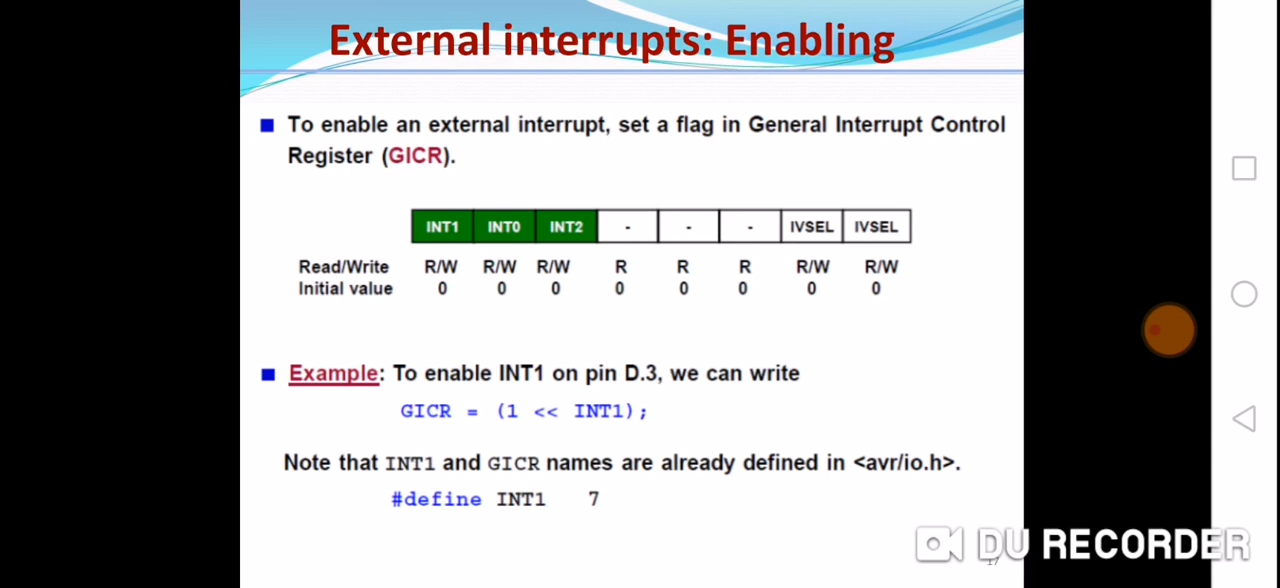 External interrupts: Enabling
To enable an external interrupt, set a flag in General Interrupt Control
Register (GICR).
INT1 INT0 INT2 - - - IVSEL IVSEL
Read/Write R/W R/W R/W R R R R/W R/W
Initial value 0 0 0 0 0 0 0 0
Example: To enable INT1 on pin D.3, we can write
GICR = (1 << INT1);
Note that INT1 and GICR names are already defined in <avr/io.h>.
#define INT1 7
DU RECORDER
17